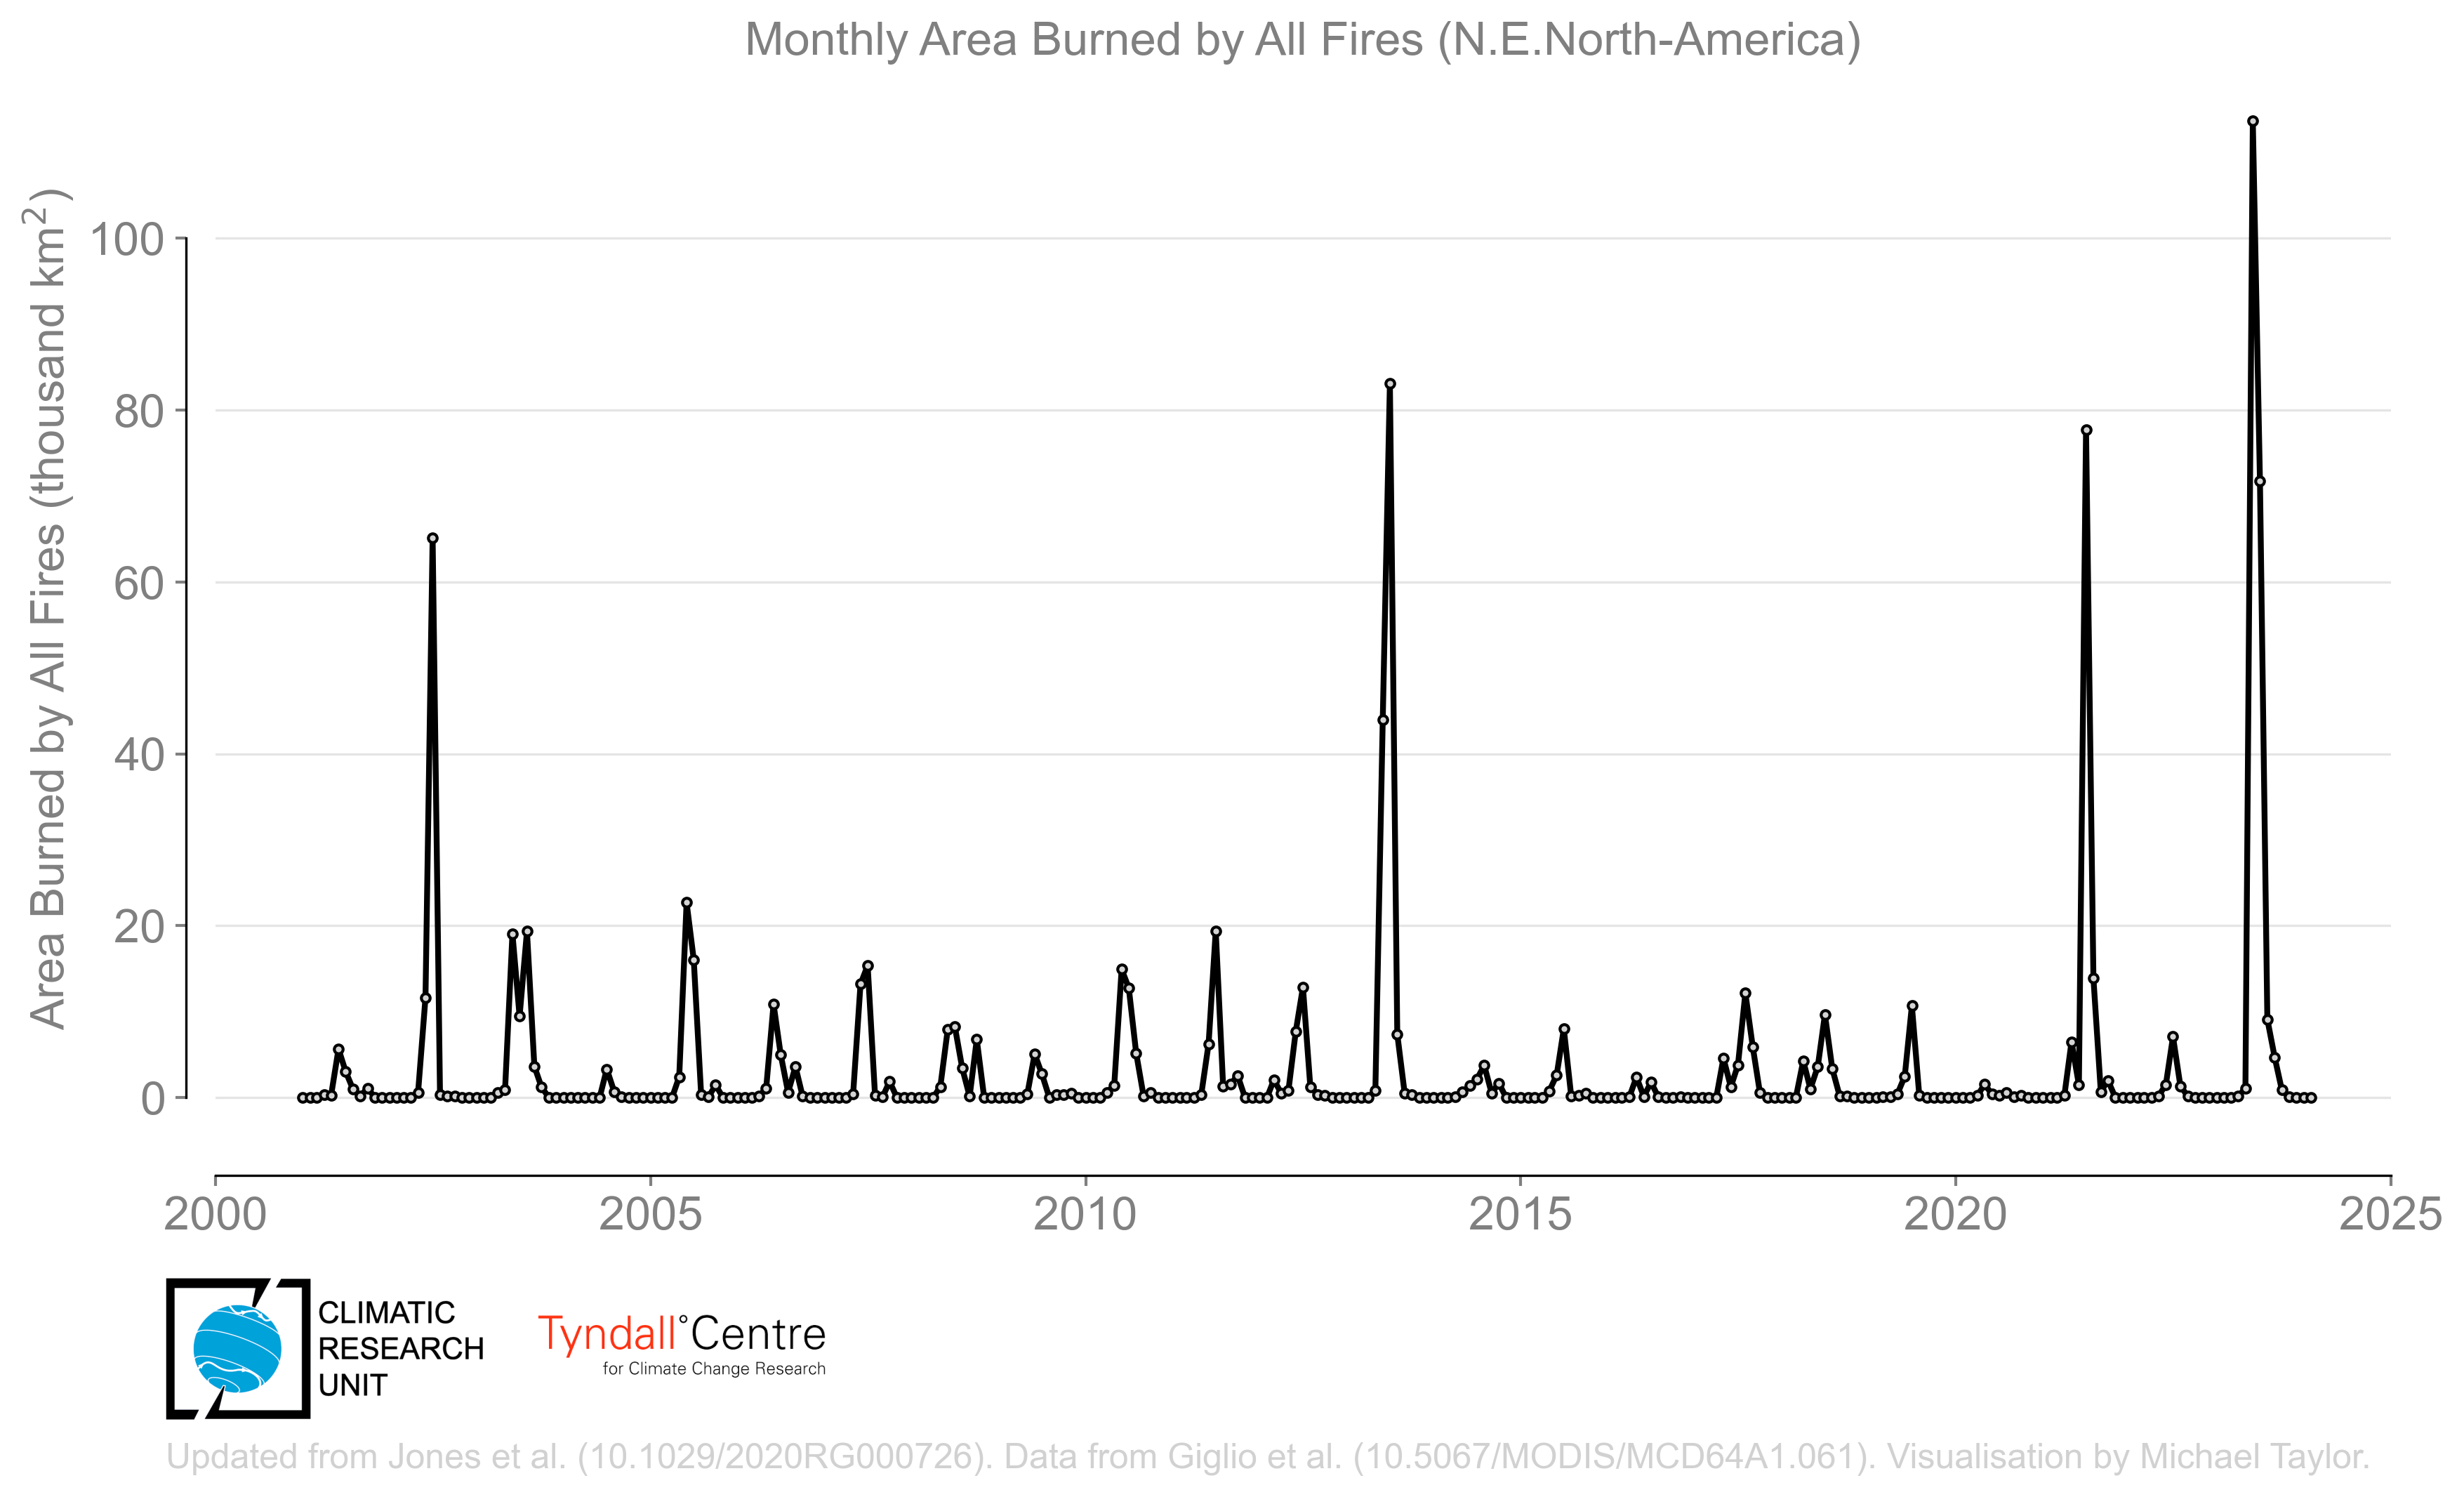 Monthly Area Burned by All Fires (N.E.North-America)
Area Burned by All Fires (thousand km²)
100
80
60
40
20
0
2000 2005 2010 2015 2020 2025
CLIMATIC
RESEARCH
UNIT
Tyndall°Centre
for Climate Change Research
Updated from Jones et al. (10.1029/2020RG000726). Data from Giglio et al. (10.5067/MODIS/MCD64A1.061). Visualisation by Michael Taylor.